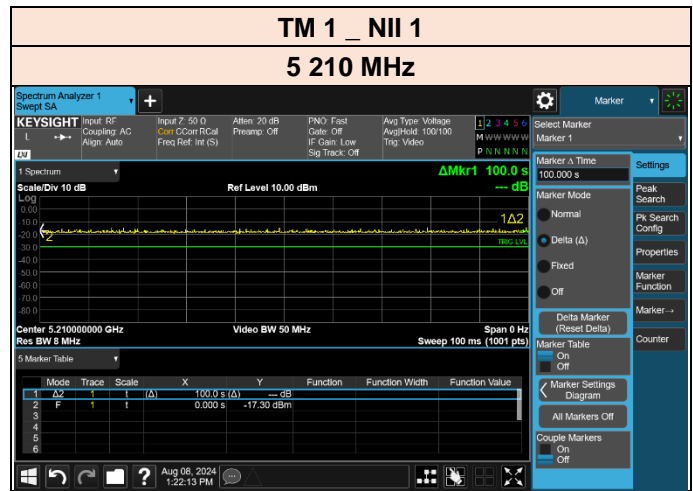 TM 1 _ NII 1
5 210 MHz
Spectrum Analyzer 1
Swept SA
+
Marker
KEYSIGHT
L
LXI
Input: RF
Coupling: AC
Align: Auto
Input Z: 50 Ω
Corr CCorr RCal
Freq Ref: Int (S)
Atten: 20 dB
Preamp: Off
PNO: Fast
Gate: Off
IF Gain: Low
Sig Track: Off
Avg Type: Voltage
Avg|Hold: 100/100
Trig: Video
1 2 3 4 5 6
M W W W W W
P N N N N N
1 Spectrum
Scale/Div 10 dB
Ref Level 10.00 dBm
ΔMkr1 100.0 s
--- dB
Log
0.00
-10.0
-20.0
-30.0
-40.0
-50.0
-60.0
-70.0
-80.0
2
1Δ2
TRIG LVL
Center 5.210000000 GHz
Video BW 50 MHz
Span 0 Hz
Res BW 8 MHz
Sweep 100 ms (1001 pts)
5 Marker Table
Mode Trace Scale X Y Function Function Width Function Value
1 Δ2 1 t (Δ) 100.0 s (Δ) --- dB
2 F 1 t 0.000 s -17.30 dBm
3
4
5
6
Select Marker
Marker 1
Marker Δ Time
100.000 s
Marker Mode
Normal
Delta (Δ)
Fixed
Off
Delta Marker
(Reset Delta)
Marker Table
On
Off
Marker Settings
Diagram
All Markers Off
Couple Markers
On
Off
Settings
Peak
Search
Pk Search
Config
Properties
Marker
Function
Marker→
Counter
?
Aug 08, 2024
1:22:13 PM